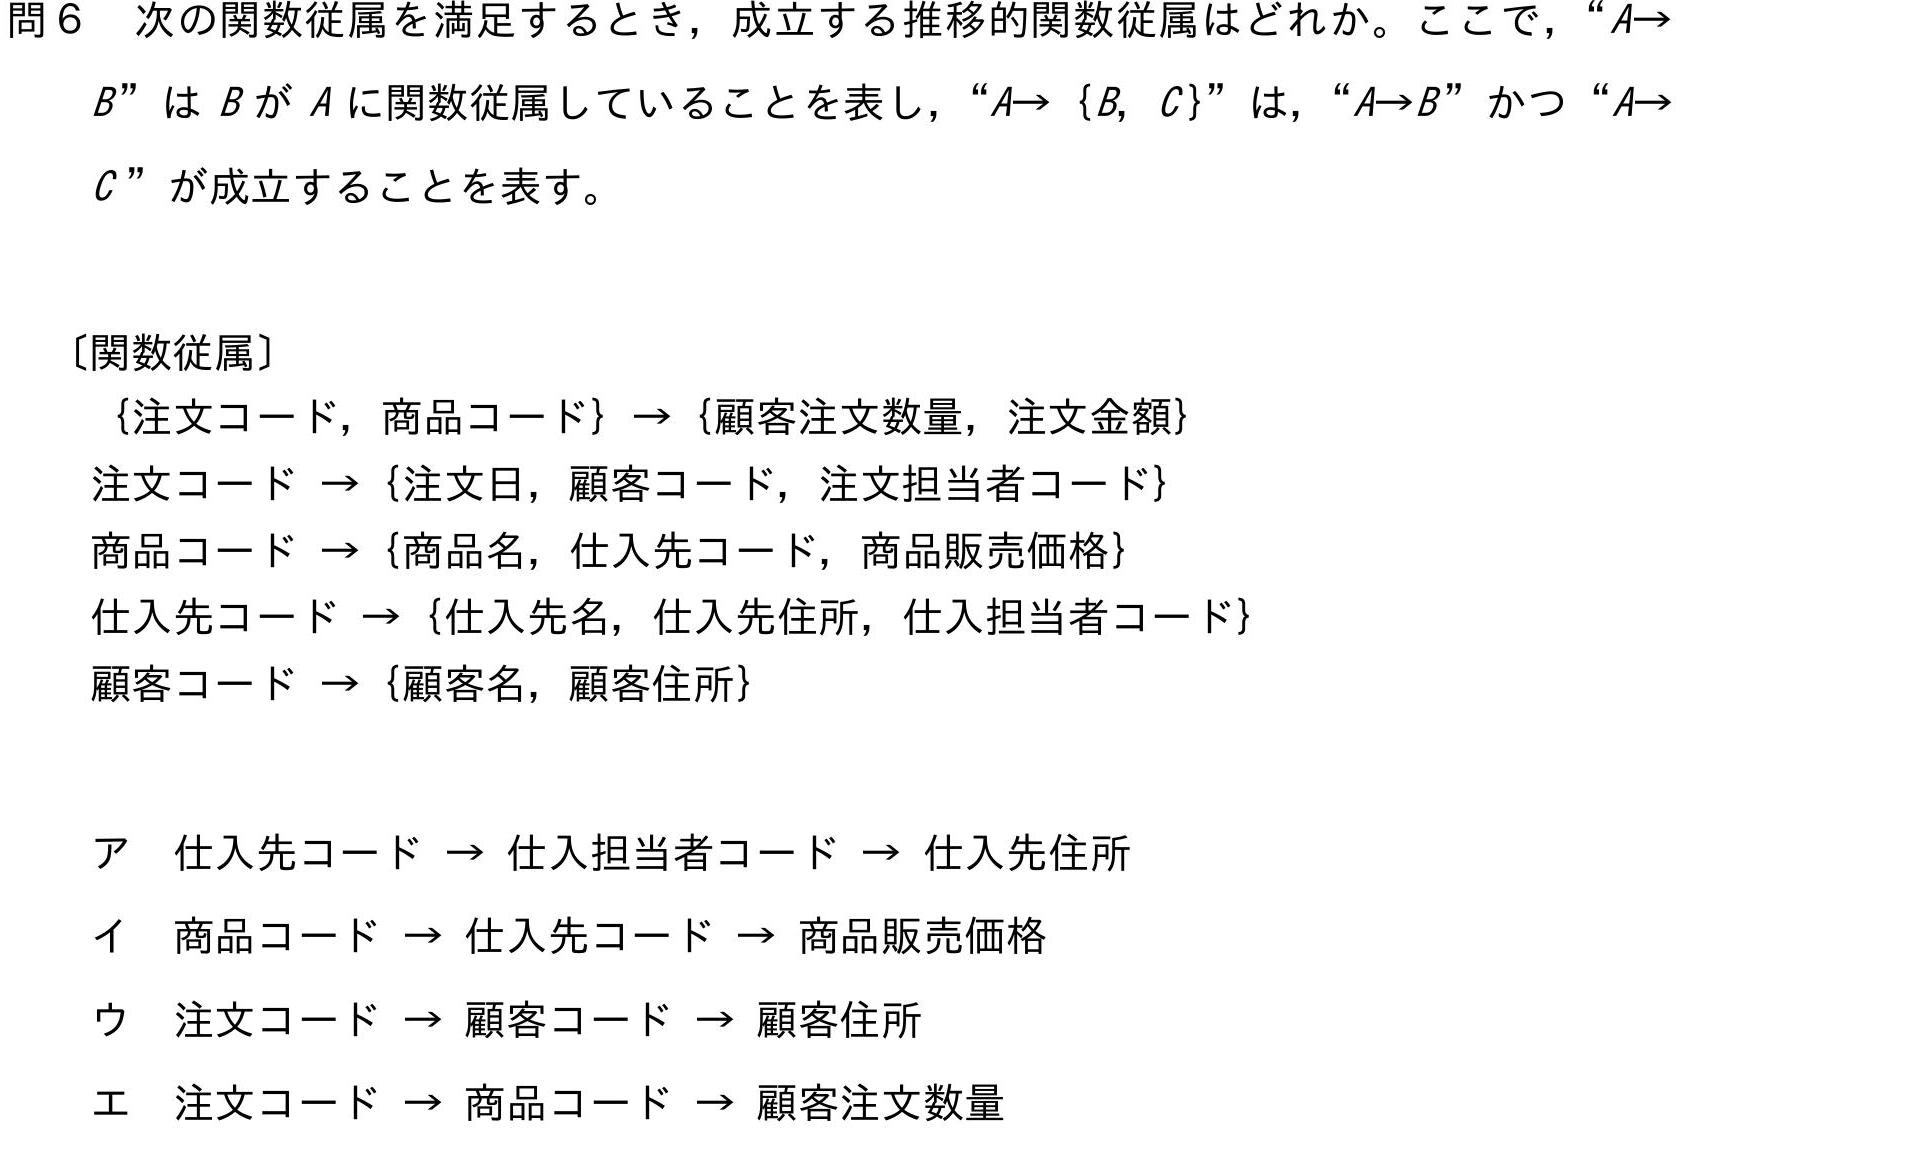 問６　次の関数従属を満足するとき，成立する推移的関数従属はどれか。ここで，“A→
B”は B が A に関数従属していることを表し，“A→｛B，C｝”は，“A→B”かつ“A→
C”が成立することを表す。
〔関数従属〕
｛注文コード，商品コード｝→｛顧客注文数量，注文金額｝
注文コード → ｛注文日，顧客コード，注文担当者コード｝
商品コード → ｛商品名，仕入先コード，商品販売価格｝
仕入先コード → ｛仕入先名，仕入先住所，仕入担当者コード｝
顧客コード → ｛顧客名，顧客住所｝
ア　仕入先コード → 仕入担当者コード → 仕入先住所
イ　商品コード → 仕入先コード → 商品販売価格
ウ　注文コード → 顧客コード → 顧客住所
エ　注文コード → 商品コード → 顧客注文数量